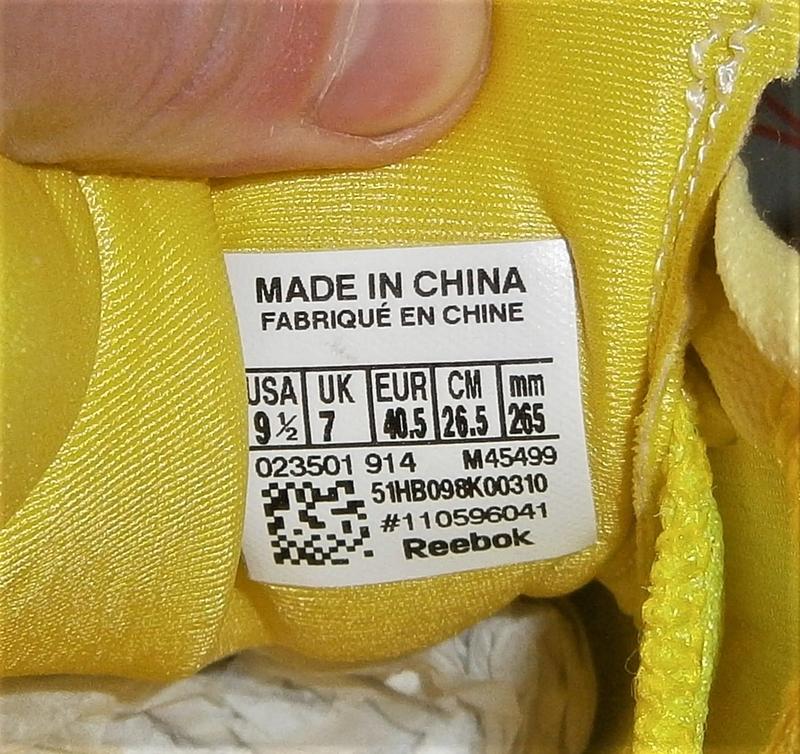 MADE IN CHINA
FABRIQUÉ EN CHINE
USA UK EUR CM mm
9 ½ 7 40.5 26.5 265
023501 914 M45499
51HB098K00310
#110596041
Reebok